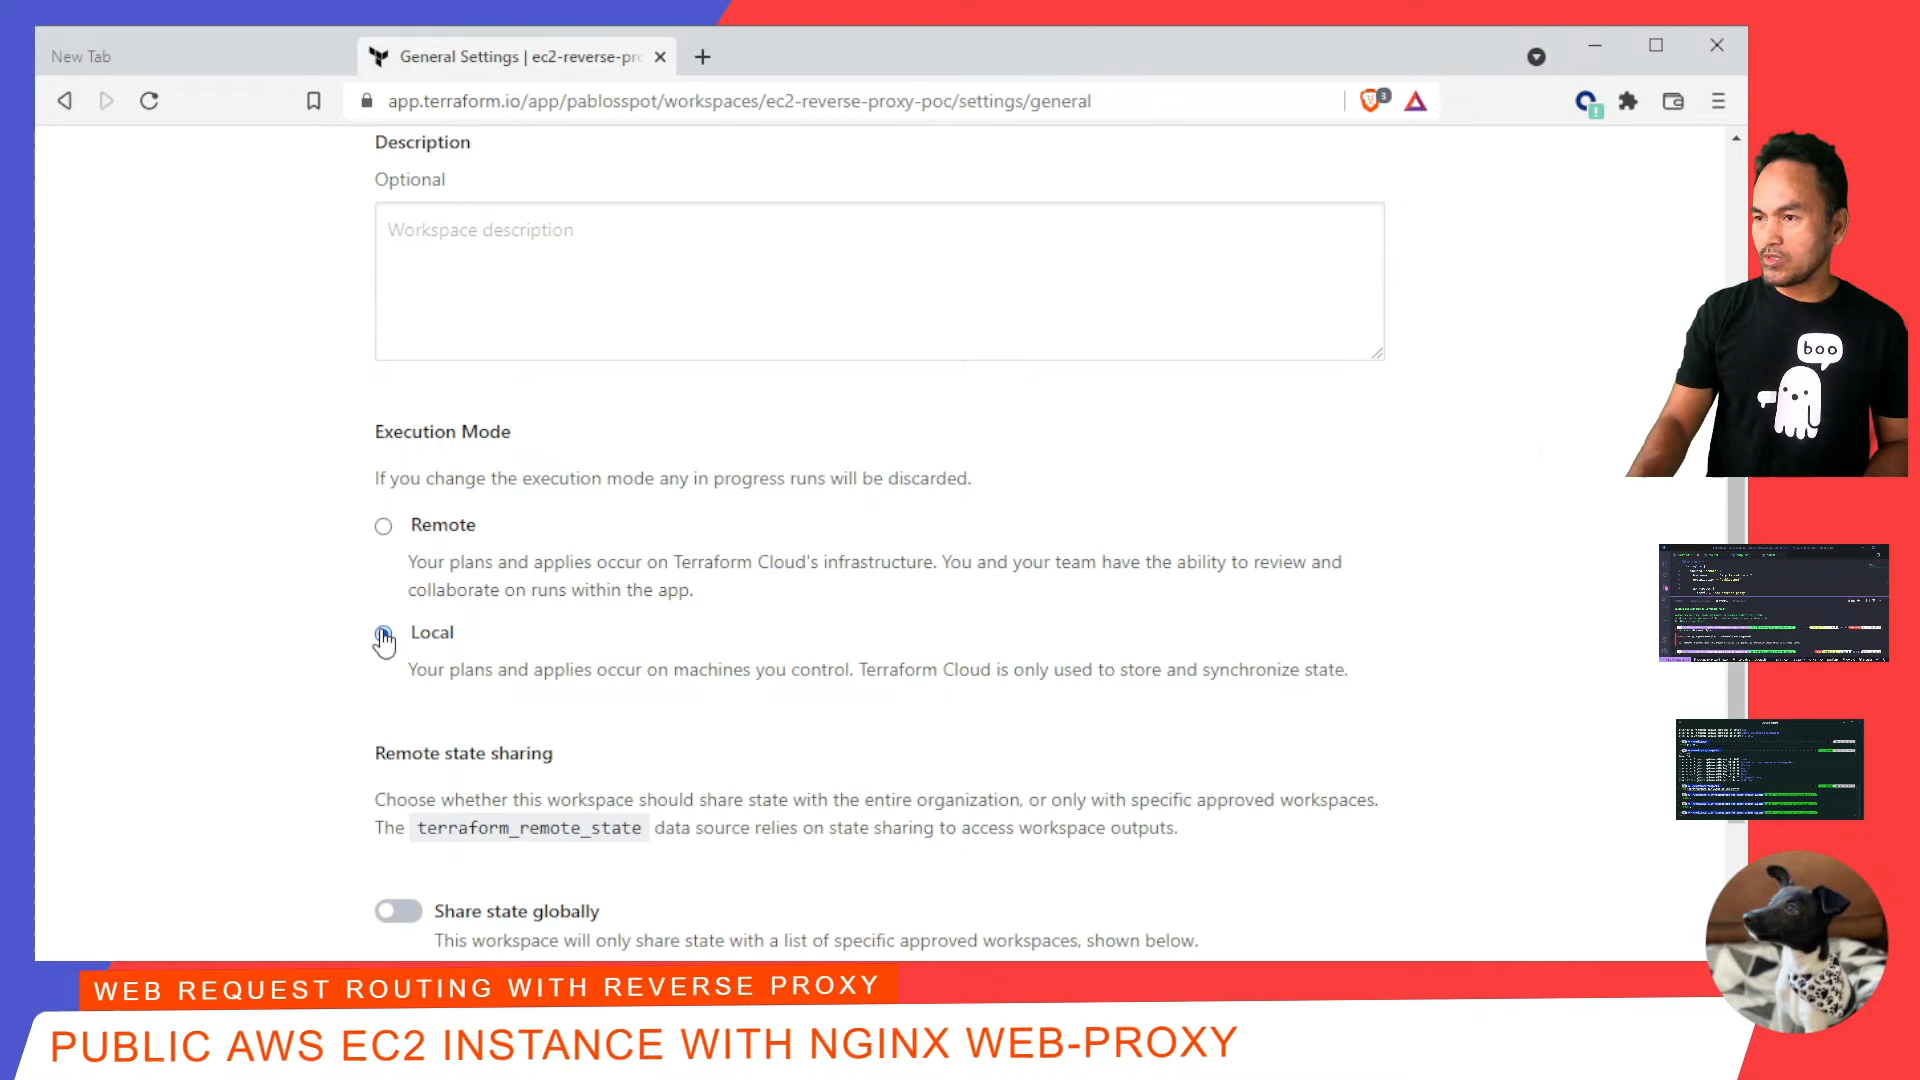 New Tab
General Settings | ec2-reverse-pro
app.terraform.io/app/pablosspot/workspaces/ec2-reverse-proxy-poc/settings/general
3
Description
Optional
Workspace description
Execution Mode
If you change the execution mode any in progress runs will be discarded.
Remote
Your plans and applies occur on Terraform Cloud's infrastructure. You and your team have the ability to review and
collaborate on runs within the app.
Local
Your plans and applies occur on machines you control. Terraform Cloud is only used to store and synchronize state.
Remote state sharing
Choose whether this workspace should share state with the entire organization, or only with specific approved workspaces.
The terraform_remote_state data source relies on state sharing to access workspace outputs.
Share state globally
This workspace will only share state with a list of specific approved workspaces, shown below.
boo
WEB REQUEST ROUTING WITH REVERSE PROXY
PUBLIC AWS EC2 INSTANCE WITH NGINX WEB-PROXY